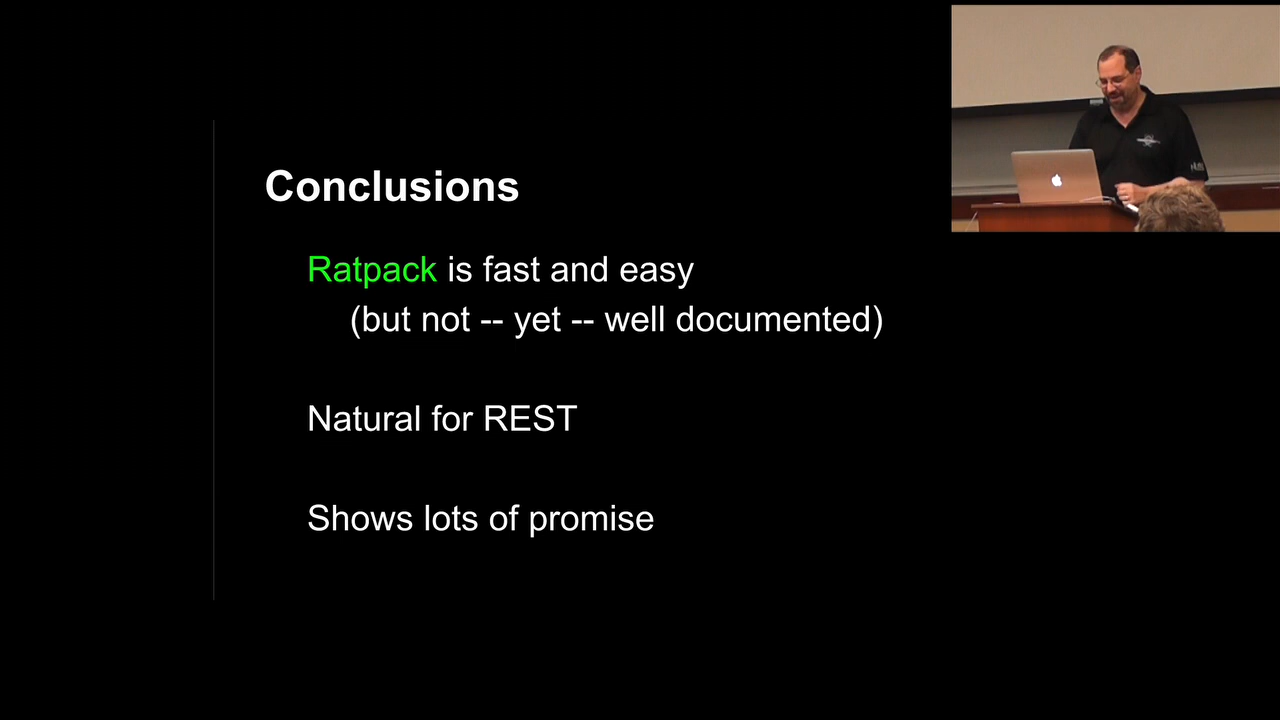 Conclusions
Ratpack is fast and easy
(but not -- yet -- well documented)
Natural for REST
Shows lots of promise